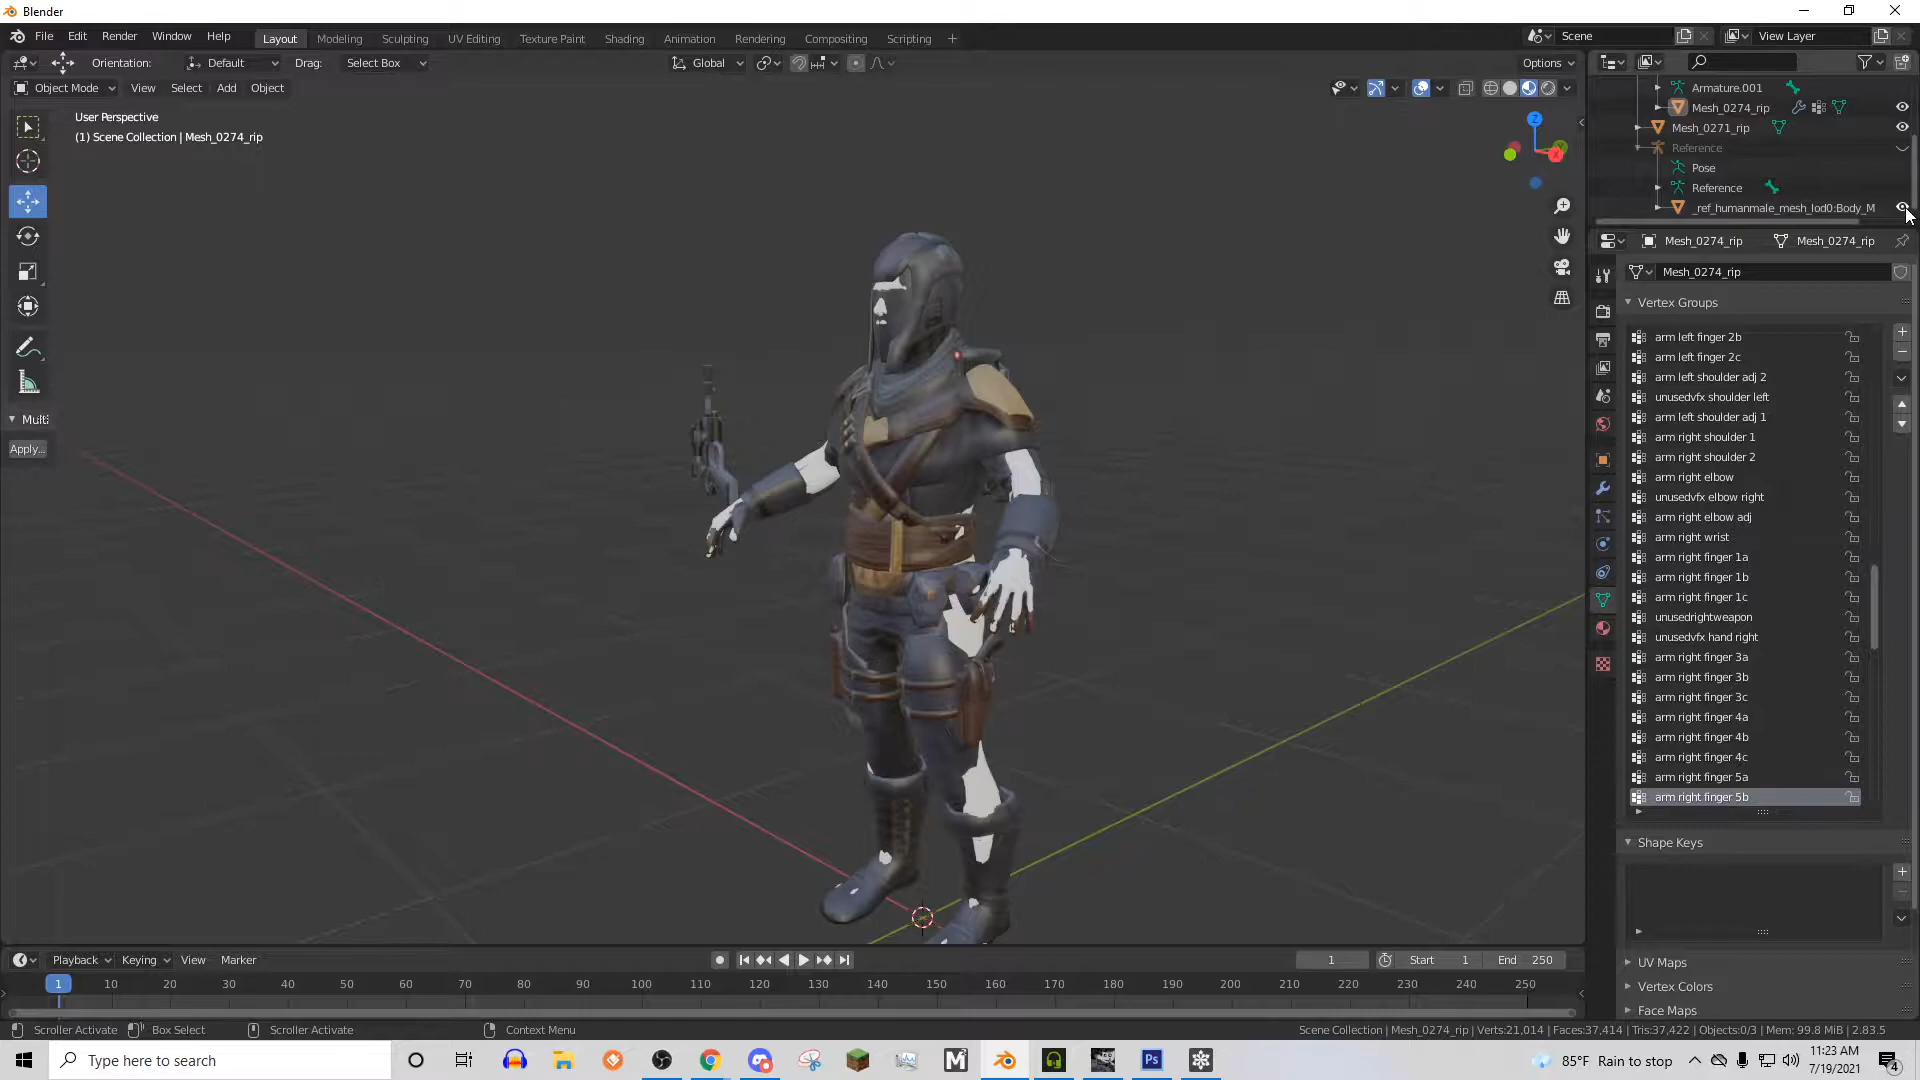 Blender
File Edit Render Window Help
Layout Modeling Sculpting UV Editing Texture Paint Shading Animation Rendering Compositing Scripting
Scene
View Layer
Orientation: Default Drag: Select Box
Global
Options
Object Mode View Select Add Object
User Perspective
(1) Scene Collection | Mesh_0274_rip
Z
X
Multi
Apply...
Armature.001
Mesh_0274_rip
Mesh_0271_rip
Reference
Pose
Reference
_ref_humanmale_mesh_lod0:Body_M
Mesh_0274_rip Mesh_0274_rip
Mesh_0274_rip
Vertex Groups
arm left finger 2b
arm left finger 2c
arm left shoulder adj 2
unusedvfx shoulder left
arm left shoulder adj 1
arm right shoulder 1
arm right shoulder 2
arm right elbow
unusedvfx elbow right
arm right elbow adj
arm right wrist
arm right finger 1a
arm right finger 1b
arm right finger 1c
unusedrightweapon
unusedvfx hand right
arm right finger 3a
arm right finger 3b
arm right finger 3c
arm right finger 4a
arm right finger 4b
arm right finger 4c
arm right finger 5a
arm right finger 5b
Shape Keys
UV Maps
Vertex Colors
Face Maps
Playback Keying View Marker
1 Start 1 End 250
1 10 20 30 40 50 60 70 80 90 100 110 120 130 140 150 160 170 180 190 200 210 220 230 240 250
Scroller Activate Box Select Scroller Activate Context Menu
Scene Collection | Mesh_0274_rip | Verts:21,014 | Faces:37,414 | Tris:37,422 | Objects:0/3 | Mem: 99.8 MiB | 2.83.5
Type here to search
M
Ps
85°F Rain to stop
11:23 AM
7/19/2021
4